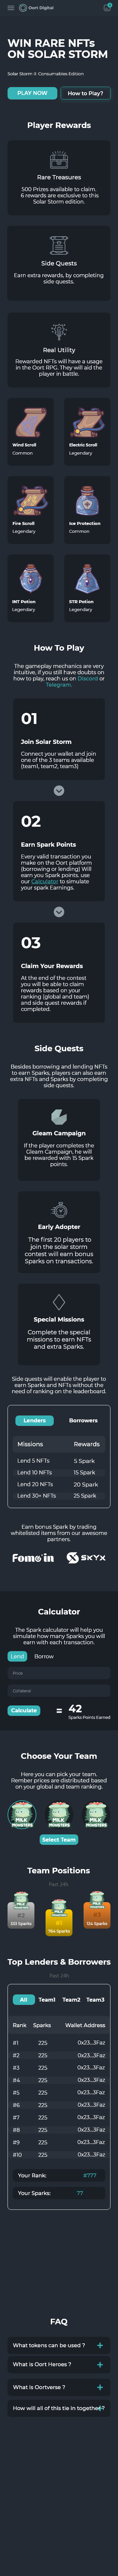 Oort Digital
WIN RARE NFTs
ON SOLAR STORM
Solar Storm X Consumables Edition
PLAY NOW
How to Play?
Player Rewards
Rare Treasures
500 Prizes avilable to claim.
6 rewards are exclusive to this
Solar Storm edition.
Side Quests
Earn extra rewards, by completing
side quests.
Real Utility
Rewarded NFTs will have a usage
in the Oort RPG. They will aid the
player in battle.
Wind Scroll
Common
Electric Scroll
Legendary
Fire Scroll
Legendary
Ice Protection
Common
INT Potion
Legendary
STR Potion
Legendary
How To Play
The gameplay mechanics are very
intuitive, if you still have doubts on
how to play, reach us on Discord or
Telegram.
01
Join Solar Storm
Connect your wallet and join
one of the 3 teams available
(team1, team2, team3)
02
Earn Spark Points
Every valid transaction you
make on the Oort platform
(borrowing or lending) Will
earn you Spark points. use
our Calculator to simulate
your spark Earnings.
03
Claim Your Rewards
At the end of the contest
you will be able to claim
rewards based on your
ranking (global and team)
and side quest rewards if
completed.
Side Quests
Besides borrowing and lending NFTs
to earn Sparks, players can also earn
extra NFTs and Sparks by completing
side quests.
Gleam Campaign
If the player completes the
Gleam Campaign, he will
be rewarded with 15 Spark
points.
Early Adopter
The first 20 players to
join the solar storm
contest will earn bonus
Sparks on transactions.
Special Missions
Complete the special
missions to earn NFTs
and extra Sparks.
Side quests will enable the player to
earn Sparks and NFTs without the
need of ranking on the leaderboard.
Lenders
Borrowers
Missions Rewards
Lend 5 NFTs 5 Spark
Lend 10 NFTs 15 Spark
Lend 20 NFTs 20 Spark
Lend 30+ NFTs 25 Spark
Earn bonus Spark by trading
whitelisted items from our awesome
partners.
SKYX
Calculator
The Spark calculator will help you
simulate how many Sparks you will
earn with each transaction.
Lend Borrow
Price
Collateral
Calculate
= 42
Sparks Points Earned
Choose Your Team
Here you can pick your team.
Rember prices are distributed based
on your global and team ranking.
MILK
MONSTERS
MILK
MONSTERS
MILK
MONSTERS
Select Team
Team Positions
Past 24h
#2
#1
#3
Top Lenders & Borrowers
Past 24h
All Team1 Team2 Team3
Rank Sparks Wallet Address
#1 225 0x23...3Faz
#2 225 0x23...3Faz
#3 225 0x23...3Faz
#4 225 0x23...3Faz
#5 225 0x23...3Faz
#6 225 0x23...3Faz
#7 225 0x23...3Faz
#8 225 0x23...3Faz
#9 225 0x23...3Faz
#10 225 0x23...3Faz
Your Rank: #777
Your Sparks: 77
FAQ
What tokens can be used ?
What is Oort Heroes ?
What is Oortverse ?
How will all of this tie in together?